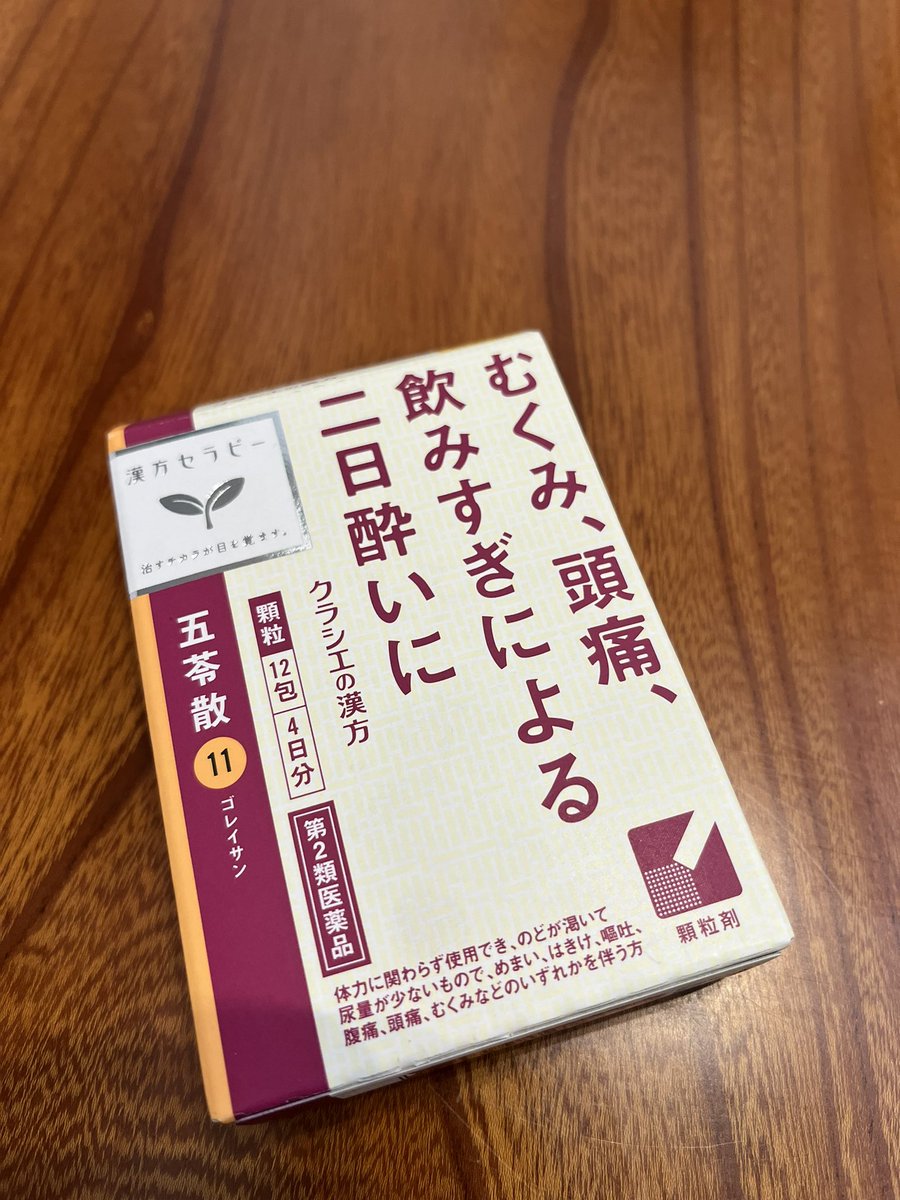 むくみ、頭痛、
飲みすぎによる
二日酔いに
クラシエの漢方
漢方セラピー
治すチカラが目を覚ます。
五苓散
11
ゴレイサン
顆粒
12包
4日分
第2類医薬品
顆粒剤
体力に関わらず使用でき、のどが渇いて
尿量が少ないもので、めまい、はきけ、嘔吐、
腹痛、頭痛、むくみなどのいずれかを伴う方